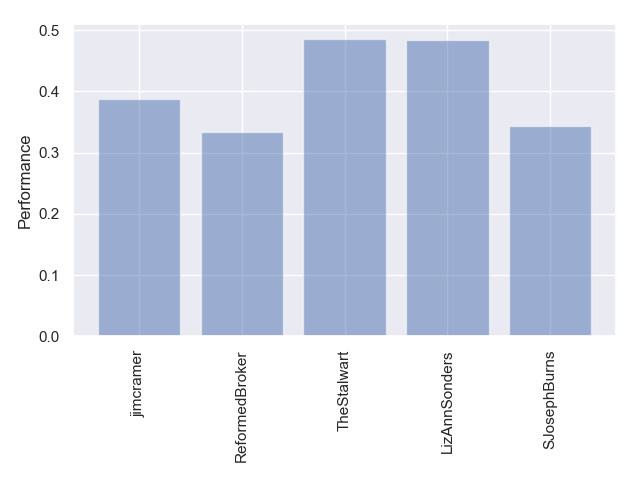 0.5
0.4
0.3
0.2
0.1
0.0
Performance
jimcramer
ReformedBroker
TheStalwart
LizAnnSonders
SJosephBurns